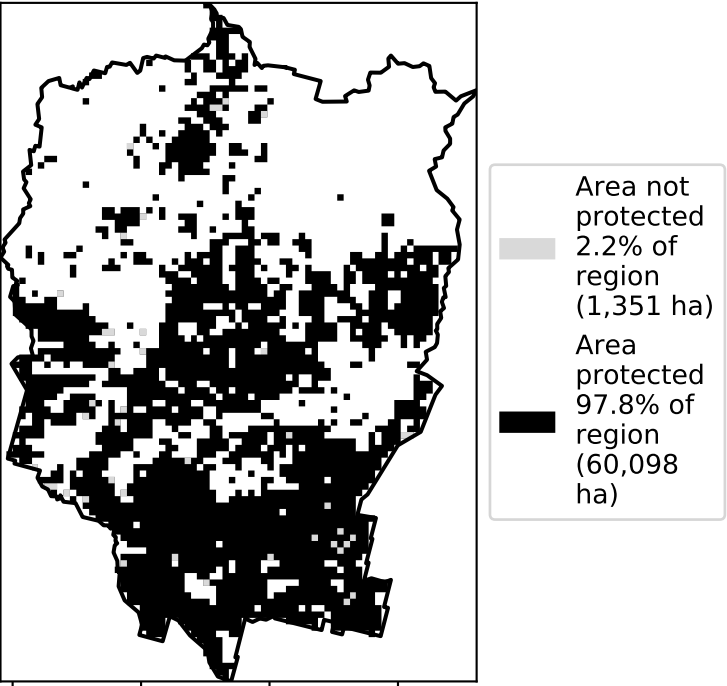 Area not
protected
2.2% of
region
(1,351 ha)
Area
protected
97.8% of
region
(60,098
ha)